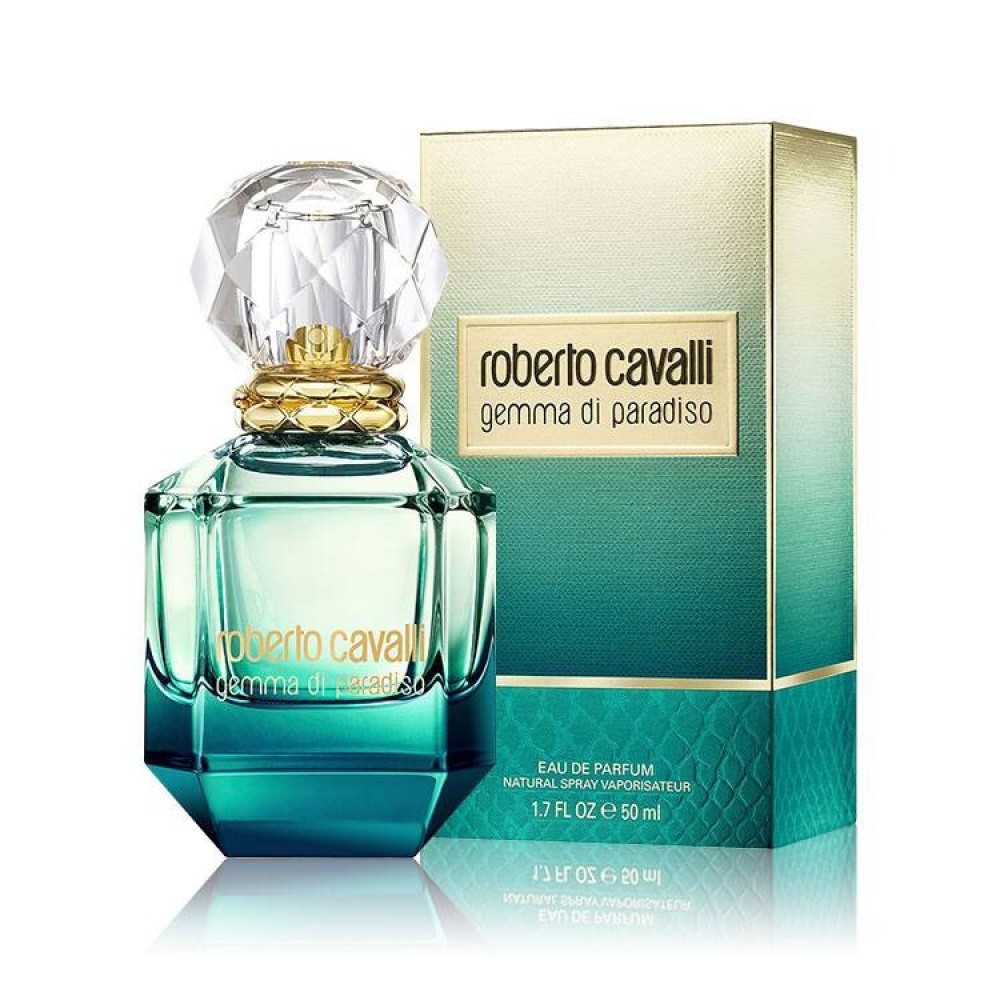 roberto cavalli
gemma di paradiso
roberto cavalli
gemma di paradiso
EAU DE PARFUM
NATURAL SPRAY VAPORISATEUR
1.7 FL OZ ℮ 50 ml